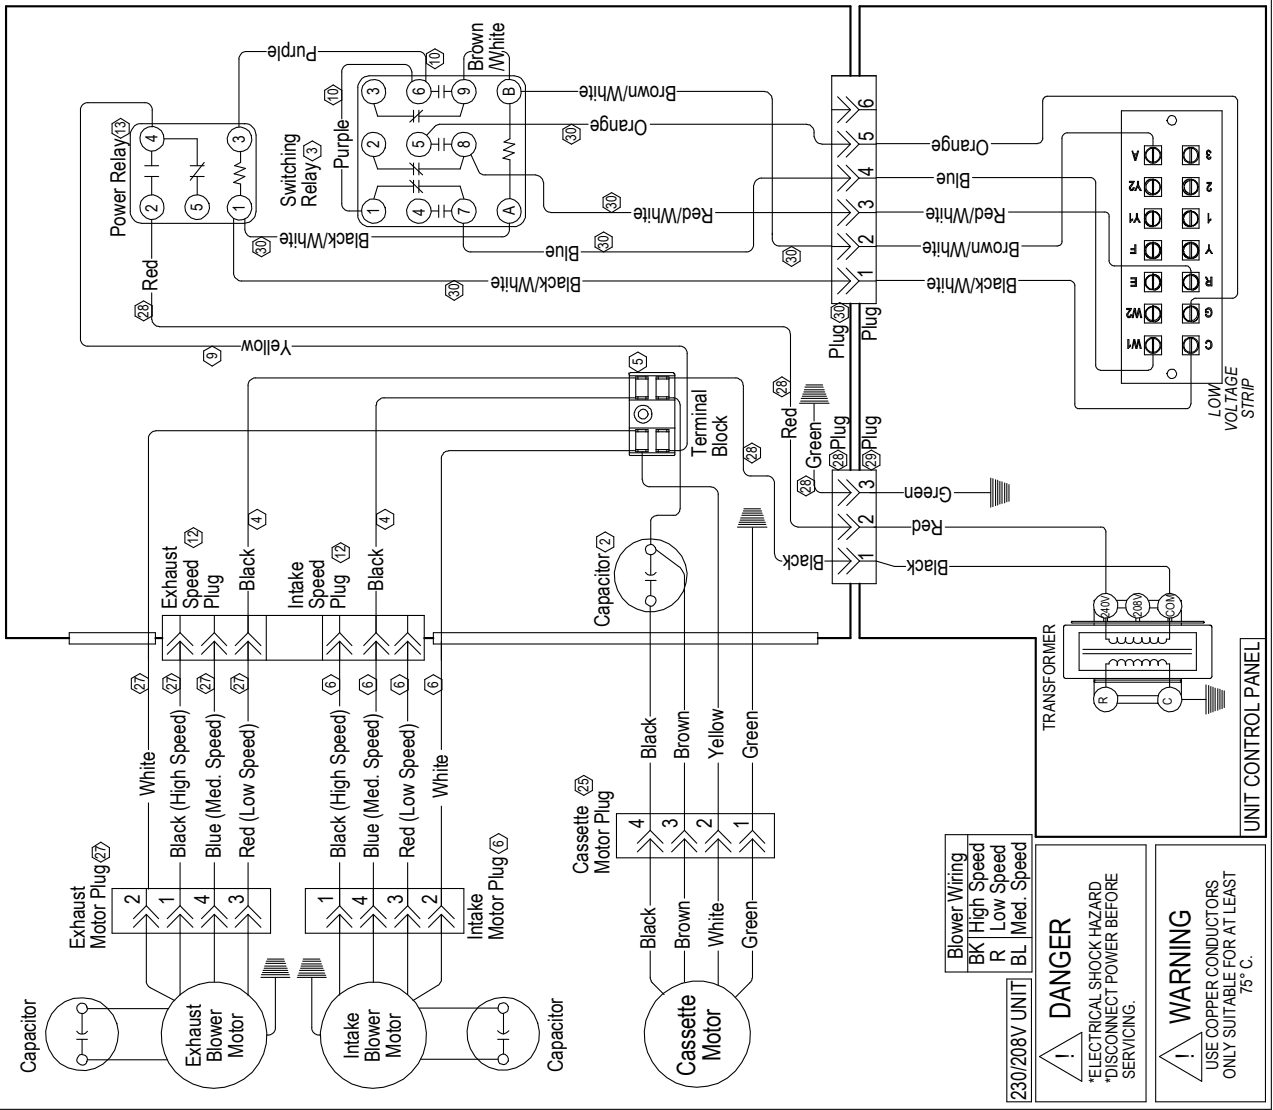 Power Relay 13
4
3
2
5
1
Purple
Switching
Relay 3
Purple
10
10
Brown
/White
3
6
9
B
2
5
8
1
4
7
A
Brown/White
Orange
30
Red/White
30
Blue
30
Black/White
30
Black/White
30
30
Red
28
Yellow
9
6
5
4
3
2
1
Plug 30
Plug
Orange
Blue
Red/White
Brown/White
Black/White
A
Y2
Y1
F
E
W2
W1
3
2
1
Y
R
G
C
LOW
VOLTAGE
STRIP
5
Terminal
Block
28
Red
28
Green
28
28 Plug
29 Plug
3
2
1
Green
Red
Black
Black
28
Exhaust
Speed 12
Plug
Black
4
Intake
Speed
Plug 12
Black
4
Capacitor 2
27
27
27
27
6
6
6
6
White
Black (High Speed)
Blue (Med. Speed)
Red (Low Speed)
Black (High Speed)
Blue (Med. Speed)
Red (Low Speed)
White
Black
Brown
Yellow
Green
Exhaust
Motor Plug 27
2
1
4
3
1
4
3
2
Intake
Motor Plug 6
Cassette 25
Motor Plug
4
3
2
1
Black
Brown
White
Green
Capacitor
Exhaust
Blower
Motor
Intake
Blower
Motor
Capacitor
Cassette
Motor
TRANSFORMER
240V
208V
COM
R
C
UNIT CONTROL PANEL
Blower Wiring
BK High Speed
R Low Speed
BL Med. Speed
230/208V UNIT
! DANGER
*ELECTRICAL SHOCK HAZARD
*DISCONNECT POWER BEFORE
SERVICING.
! WARNING
USE COPPER CONDUCTORS
ONLY SUITABLE FOR AT LEAST
75° C.